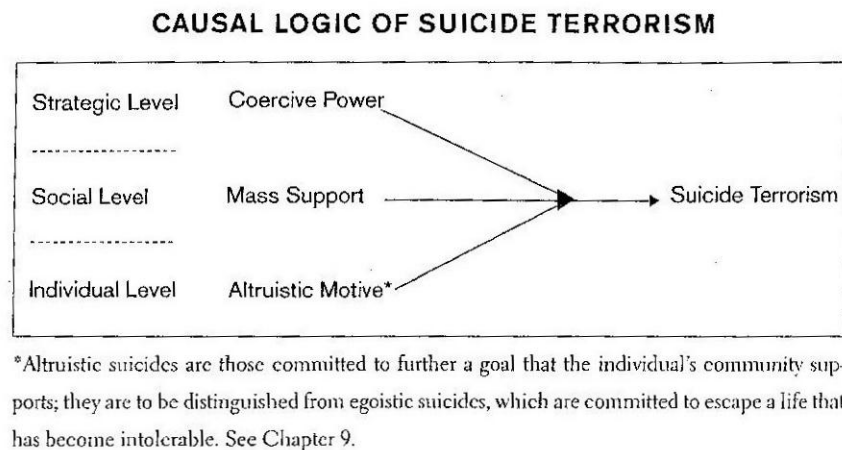 CAUSAL LOGIC OF SUICIDE TERRORISM
Strategic Level Coercive Power
Social Level Mass Support Suicide Terrorism
Individual Level Altruistic Motive*
*Altruistic suicides are those committed to further a goal that the individual's community sup-
ports; they are to be distinguished from egoistic suicides, which are committed to escape a life that
has become intolerable. See Chapter 9.